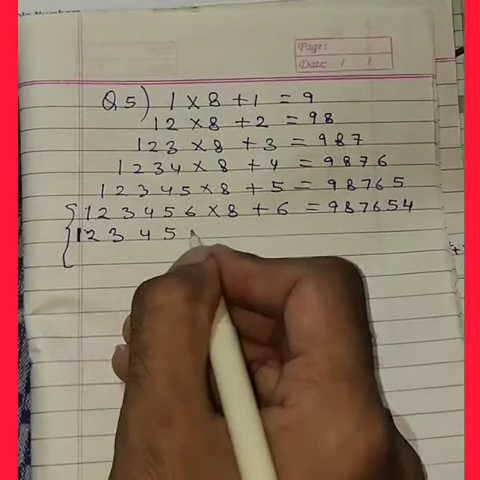 Page:
Date: / /
Q5) 1 × 8 + 1 = 9
12 × 8 + 2 = 98
123 × 8 + 3 = 987
1234 × 8 + 4 = 9876
12345 × 8 + 5 = 98765
123456 × 8 + 6 = 987654
12345